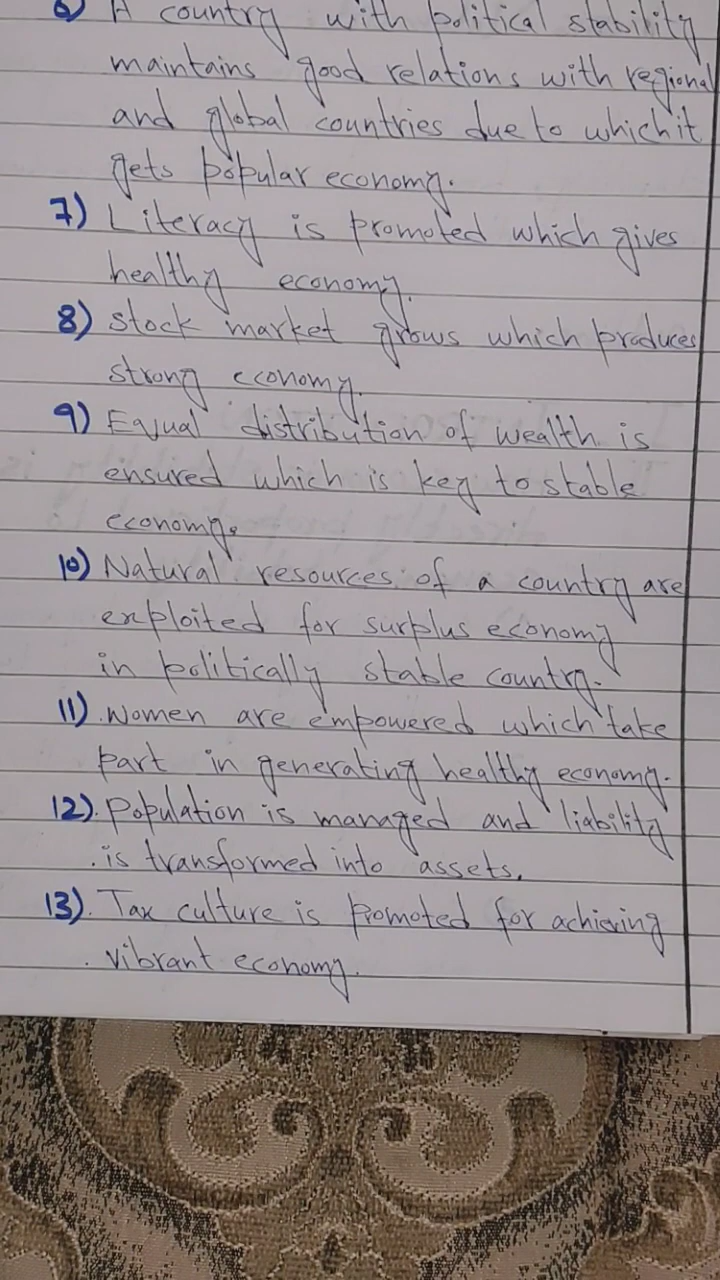 6) A country with political stability
maintains good relations with regional
and global countries due to which it
gets popular economy.
7) Literacy is promoted which gives
healthy economy.
8) Stock market grows which produces
strong economy.
9) Equal distribution of wealth is
ensured which is key to stable
economy.
10) Natural resources of a country are
exploited for surplus economy
in politically stable country.
11). Women are empowered which take
part in generating healthy economy.
12). Population is managed and liability
is transformed into assets.
13). Tax culture is promoted for achieving
vibrant economy.